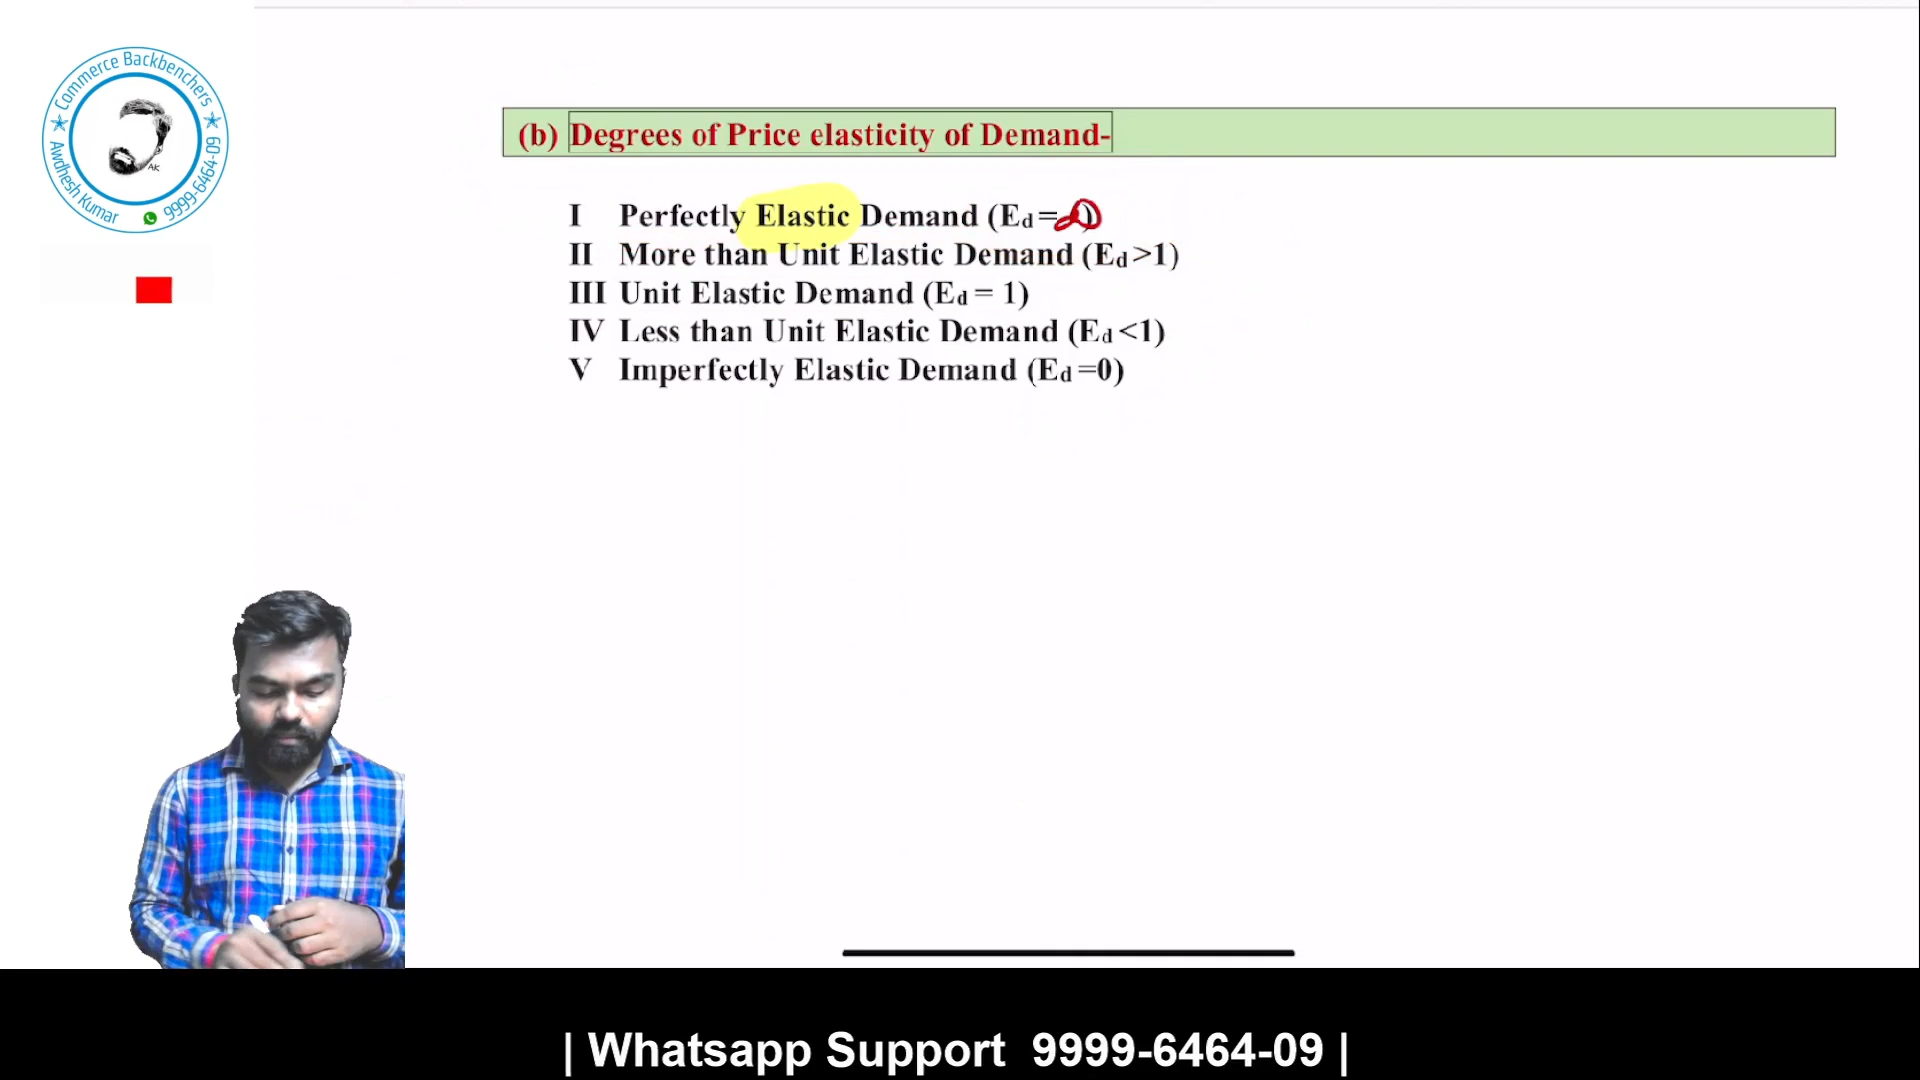 Commerce Backbenchers
Awdhesh Kumar
9999-6464-09
AK
(b) Degrees of Price elasticity of Demand-
I Perfectly Elastic Demand (Ed=∞)
II More than Unit Elastic Demand (Ed >1)
III Unit Elastic Demand (Ed = 1)
IV Less than Unit Elastic Demand (Ed <1)
V Imperfectly Elastic Demand (Ed =0)
| Whatsapp Support 9999-6464-09 |